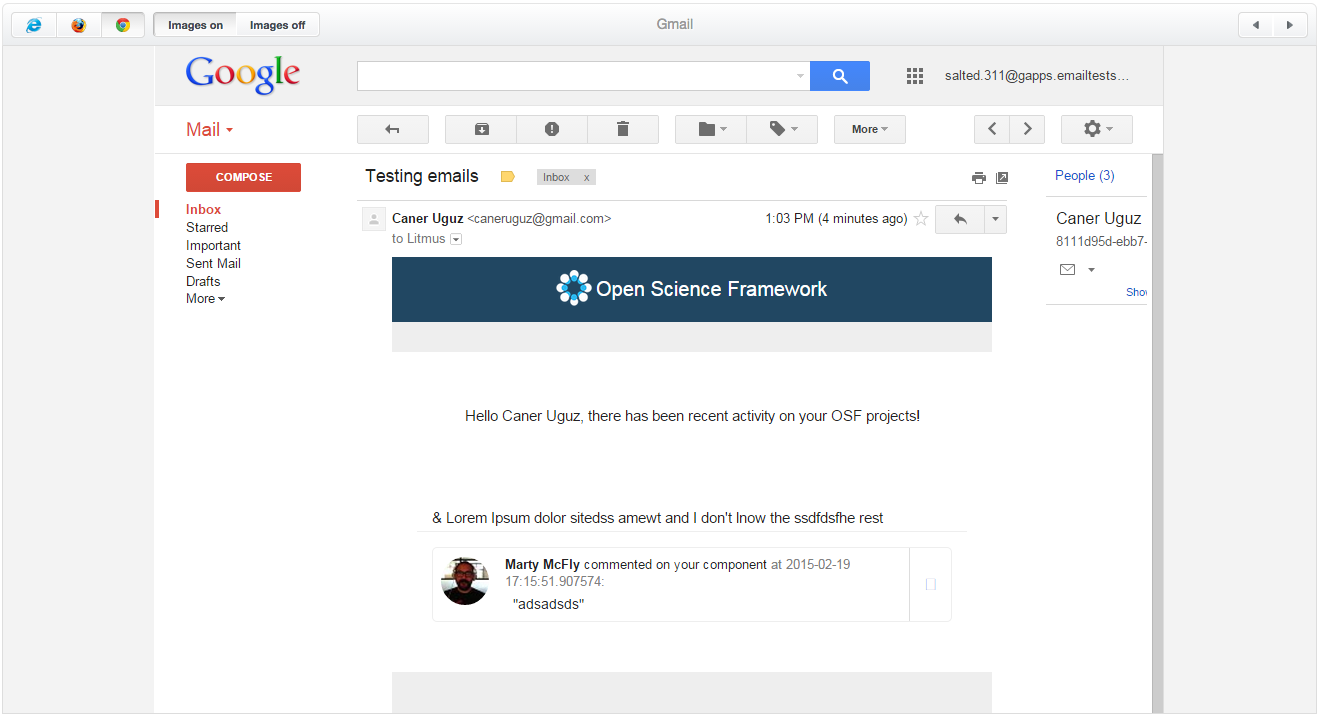 Images on Images off Gmail
Google salted.311@gapps.emailtests…
Mail More
COMPOSE
Inbox
Starred
Important
Sent Mail
Drafts
More
Testing emails Inbox x
Caner Uguz <caneruguz@gmail.com> 1:03 PM (4 minutes ago)
to Litmus
Open Science Framework
Hello Caner Uguz, there has been recent activity on your OSF projects!
& Lorem Ipsum dolor sitedss amewt and I don't lnow the ssdfdsfhe rest
Marty McFly commented on your component at 2015-02-19
17:15:51.907574:
"adsadsds"
People (3)
Caner Uguz
8111d95d-ebb7-
Show